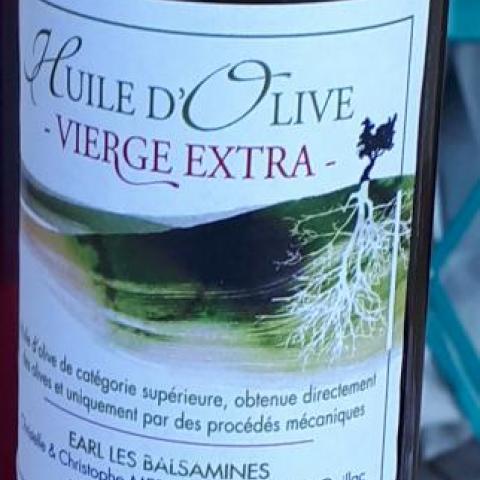 HUILE D'OLIVE
- VIERGE EXTRA -
d'olive de catégorie supérieure, obtenue directement
olives et uniquement par des procédés mécaniques
EARL LES BALSAMINES
& Christophe